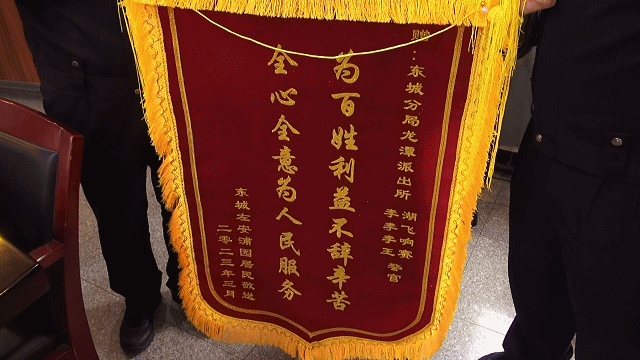 赠：东城分局龙潭派出所
李湖
李飞
李响
王赛
警官
为百姓利益不辞辛苦
全心全意为人民服务
东城左安浦园居民敬送
二〇二三年三月